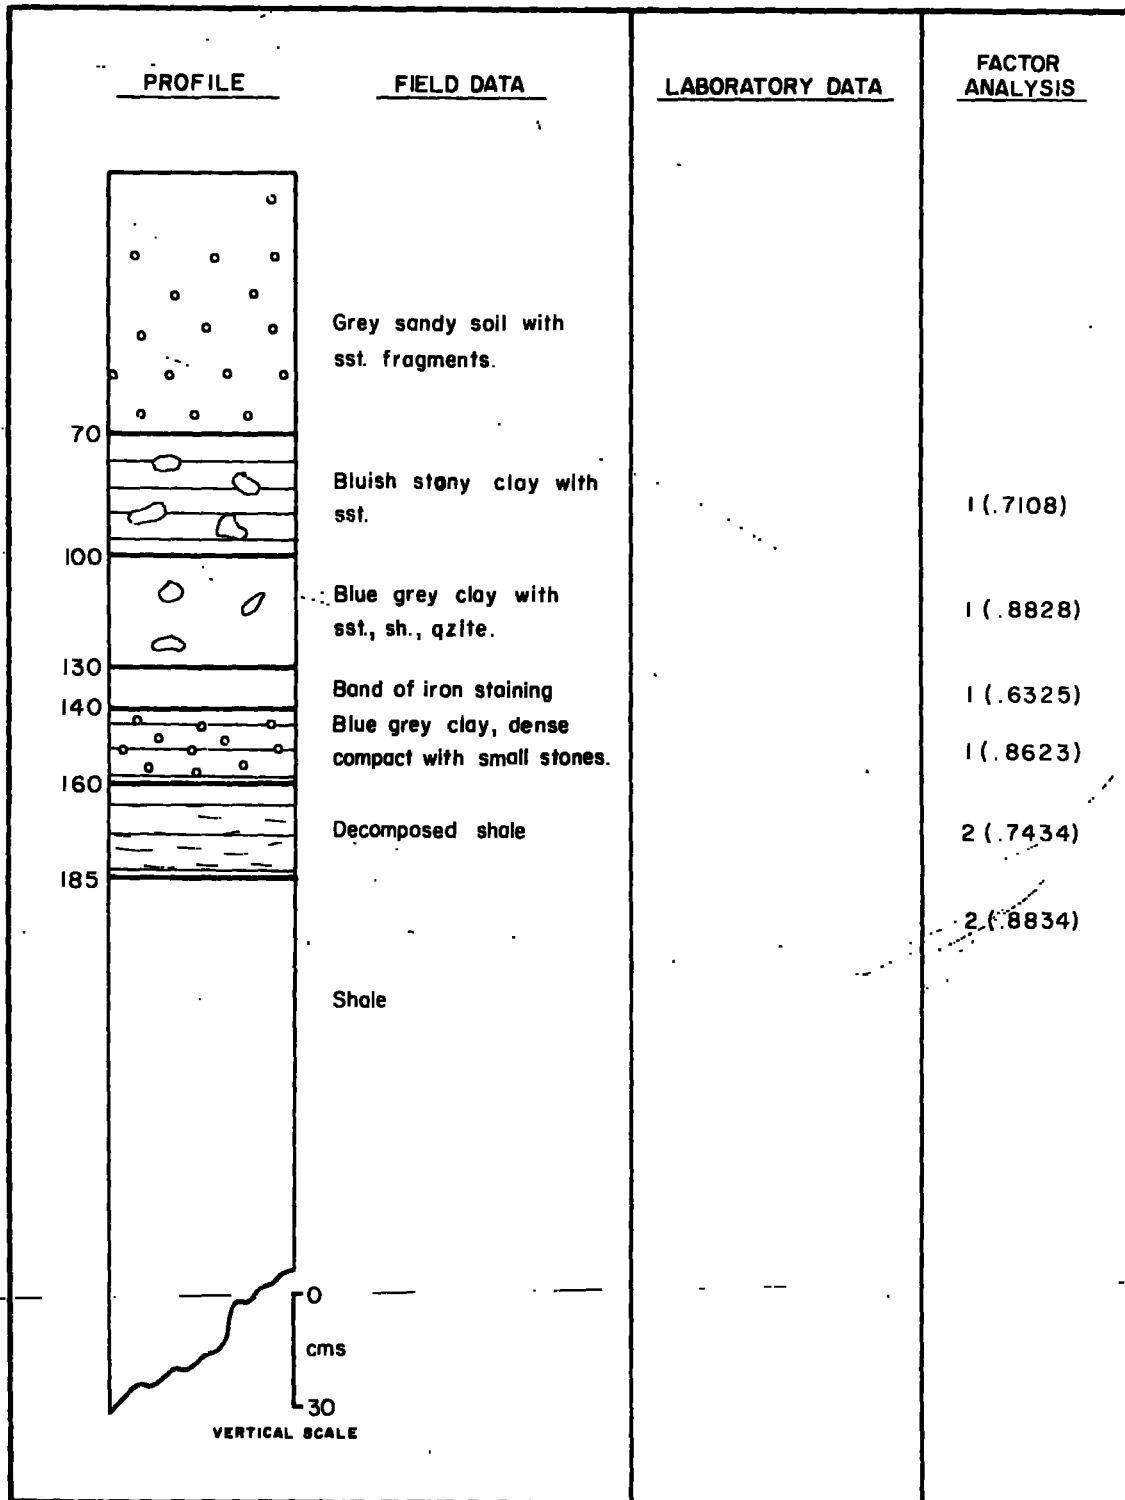 PROFILE
FIELD DATA
LABORATORY DATA
FACTOR
ANALYSIS
Grey sandy soil with
sst. fragments.
70
Bluish stony clay with
sst.
1 (.7108)
100
Blue grey clay with
sst., sh., qzite.
1 (.8828)
130
Band of iron staining
1 (.6325)
140
Blue grey clay, dense
compact with small stones.
1 (.8623)
160
Decomposed shale
2 (.7434)
185
2 (.8834)
Shale
0
cms
30
VERTICAL SCALE